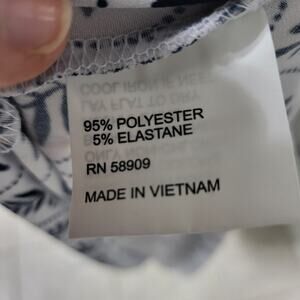 95% POLYESTER
5% ELASTANE
RN 58909
MADE IN VIETNAM